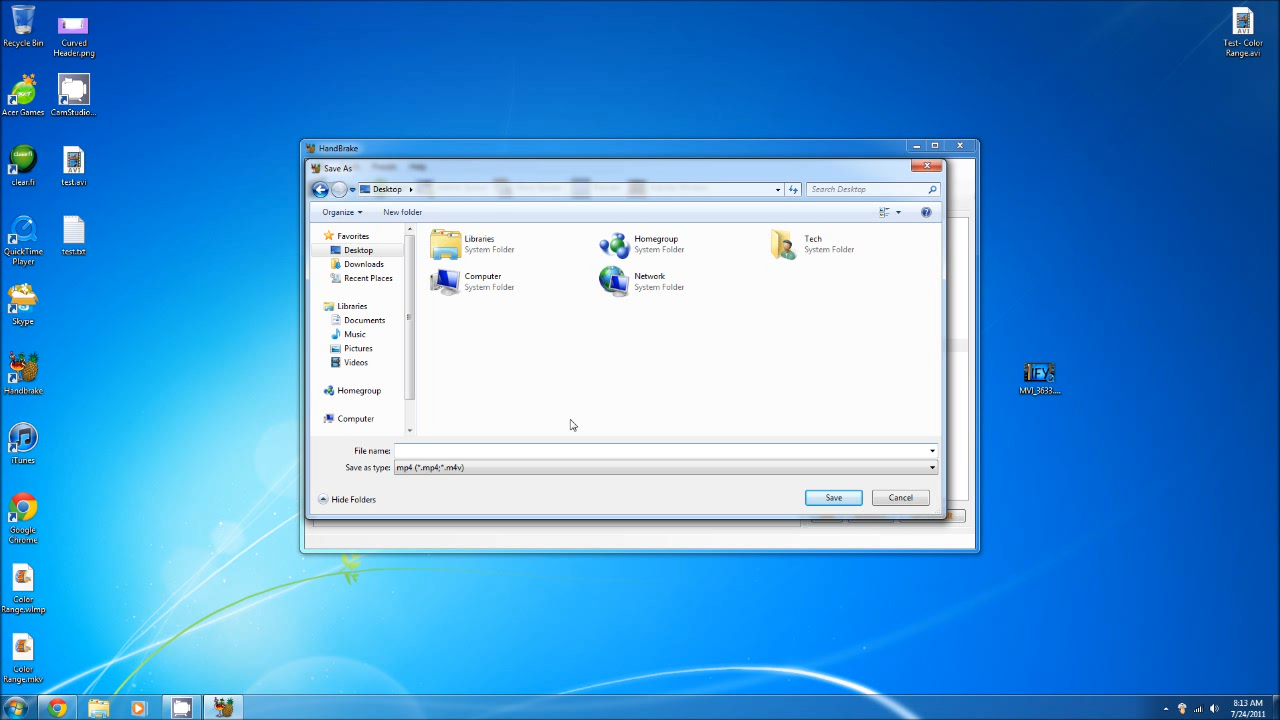 Recycle Bin
Curved
Header.png
Acer Games
CamStudio...
clear.fi
test.avi
QuickTime
Player
test.txt
Skype
Handbrake
iTunes
Google
Chrome
Color
Range.wlmp
Color
Range.mkv
Test- Color
Range.avi
MVI_3633....
HandBrake
Save As
Help
Desktop
Search Desktop
Organize
New folder
Favorites
Desktop
Downloads
Recent Places
Libraries
Documents
Music
Pictures
Videos
Homegroup
Computer
Libraries
System Folder
Homegroup
System Folder
Tech
System Folder
Computer
System Folder
Network
System Folder
File name:
Save as type: mp4 (*.mp4;*.m4v)
Hide Folders
Save
Cancel
8:13 AM
7/24/2011